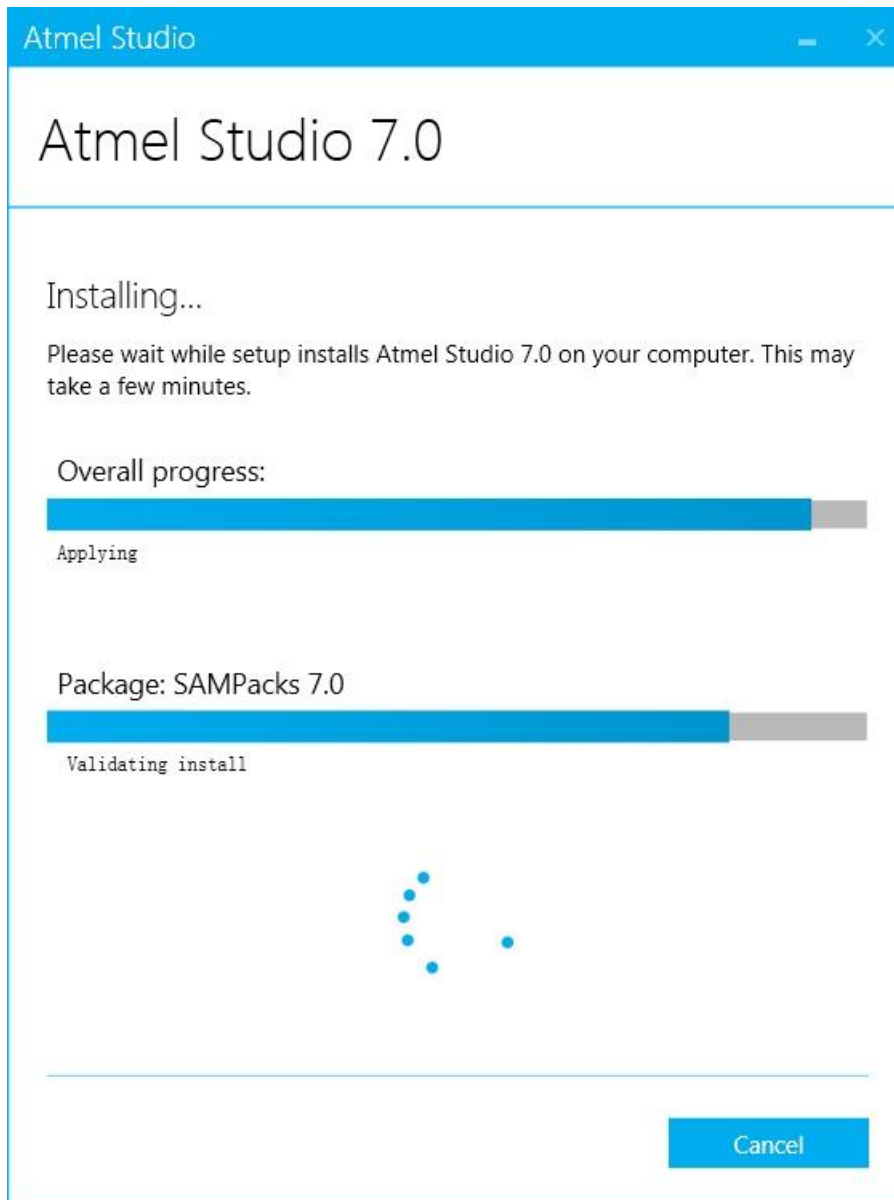 Atmel Studio
Atmel Studio 7.0
Installing...
Please wait while setup installs Atmel Studio 7.0 on your computer. This may
take a few minutes.
Overall progress:
Applying
Package: SAMPacks 7.0
Validating install
Cancel